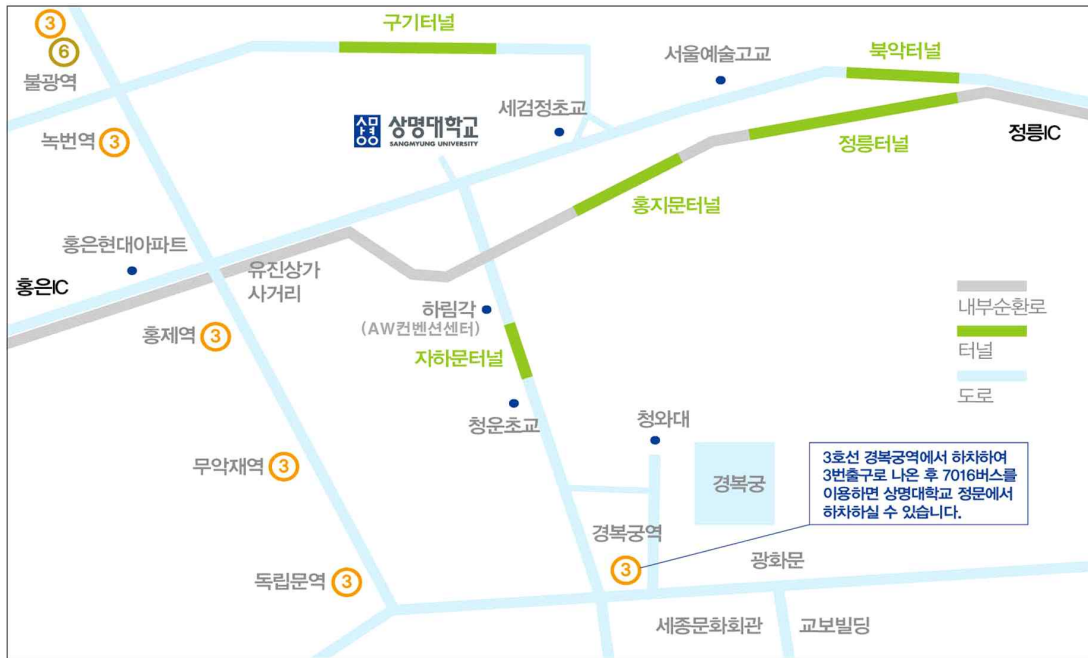 3
6
불광역
구기터널
서울예술고교
북악터널
세검정초교
상명대학교
SANGMYUNG UNIVERSITY
녹번역 3
정릉터널
정릉IC
홍지문터널
홍은현대아파트
홍은IC
유진상가
사거리
하림각
(AW컨벤션센터)
내부순환로
홍제역 3
터널
자하문터널
도로
청운초교
청와대
무악재역 3
경복궁
3호선 경복궁역에서 하차하여
3번출구로 나온 후 7016버스를
이용하면 상명대학교 정문에서
하차하실 수 있습니다.
경복궁역
3
광화문
독립문역 3
세종문화회관
교보빌딩